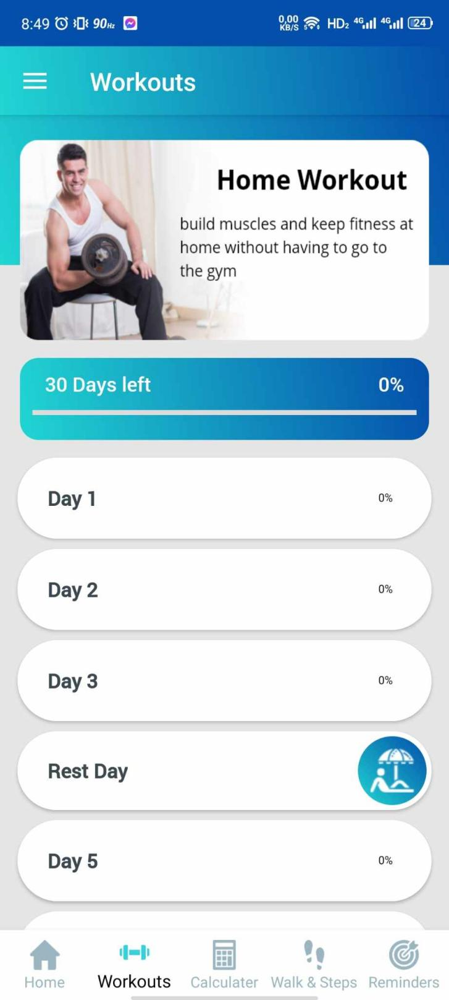 8:49 90Hz 0,00 KB/S 5 HD2 4G 4G 24
Workouts
Home Workout
build muscles and keep fitness at
home without having to go to
the gym
30 Days left 0%
Day 1 0%
Day 2 0%
Day 3 0%
Rest Day
Day 5 0%
Home Workouts Calculater Walk & Steps Reminders